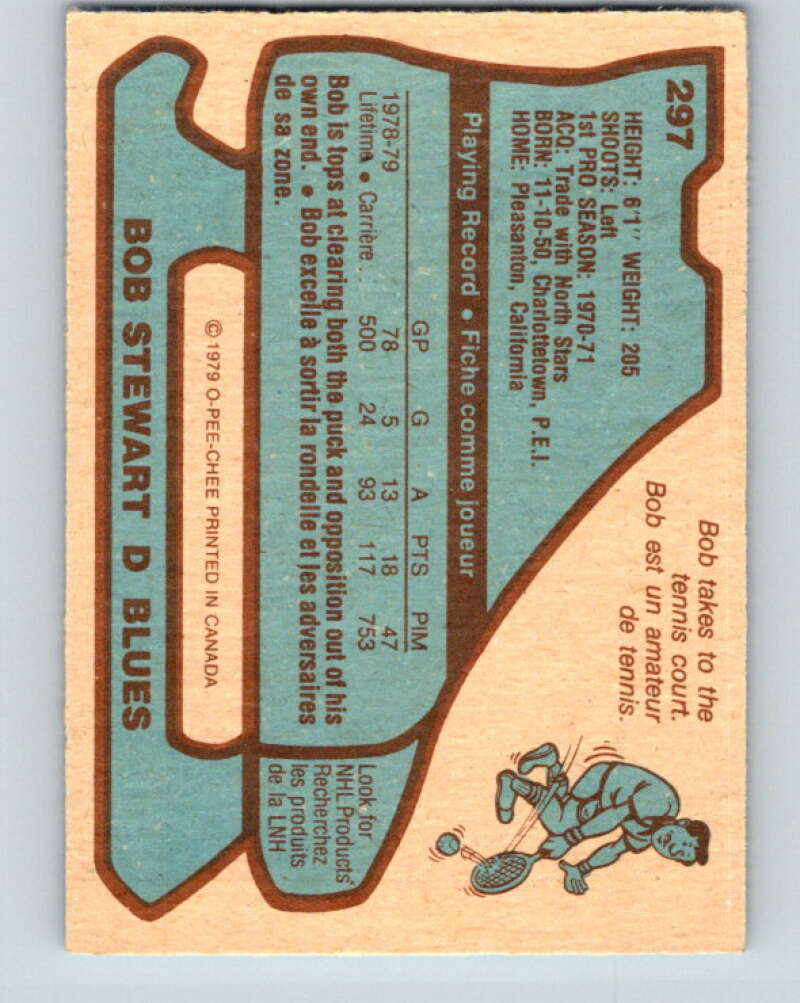 297
HEIGHT: 6'1" WEIGHT: 205
SHOOTS: Left
1st PRO SEASON: 1970-71
ACQ: Trade with North Stars
BORN: 11-10-50, Charlottetown, P.E.I.
HOME: Pleasanton, California
Bob takes to the
tennis court.
Bob est un amateur
de tennis.
Playing Record • Fiche comme joueur
GP G A PTS PIM
1978-79 78 5 13 18 47
Lifetime • Carrière . . 500 24 93 117 753
Bob is tops at clearing both the puck and opposition out of his
own end. • Bob excelle à sortir la rondelle et les adversaires
de sa zone.
Look for
NHL Products
Recherchez
les produits
de la LNH
© 1979 O-PEE-CHEE PRINTED IN CANADA
BOB STEWART D BLUES